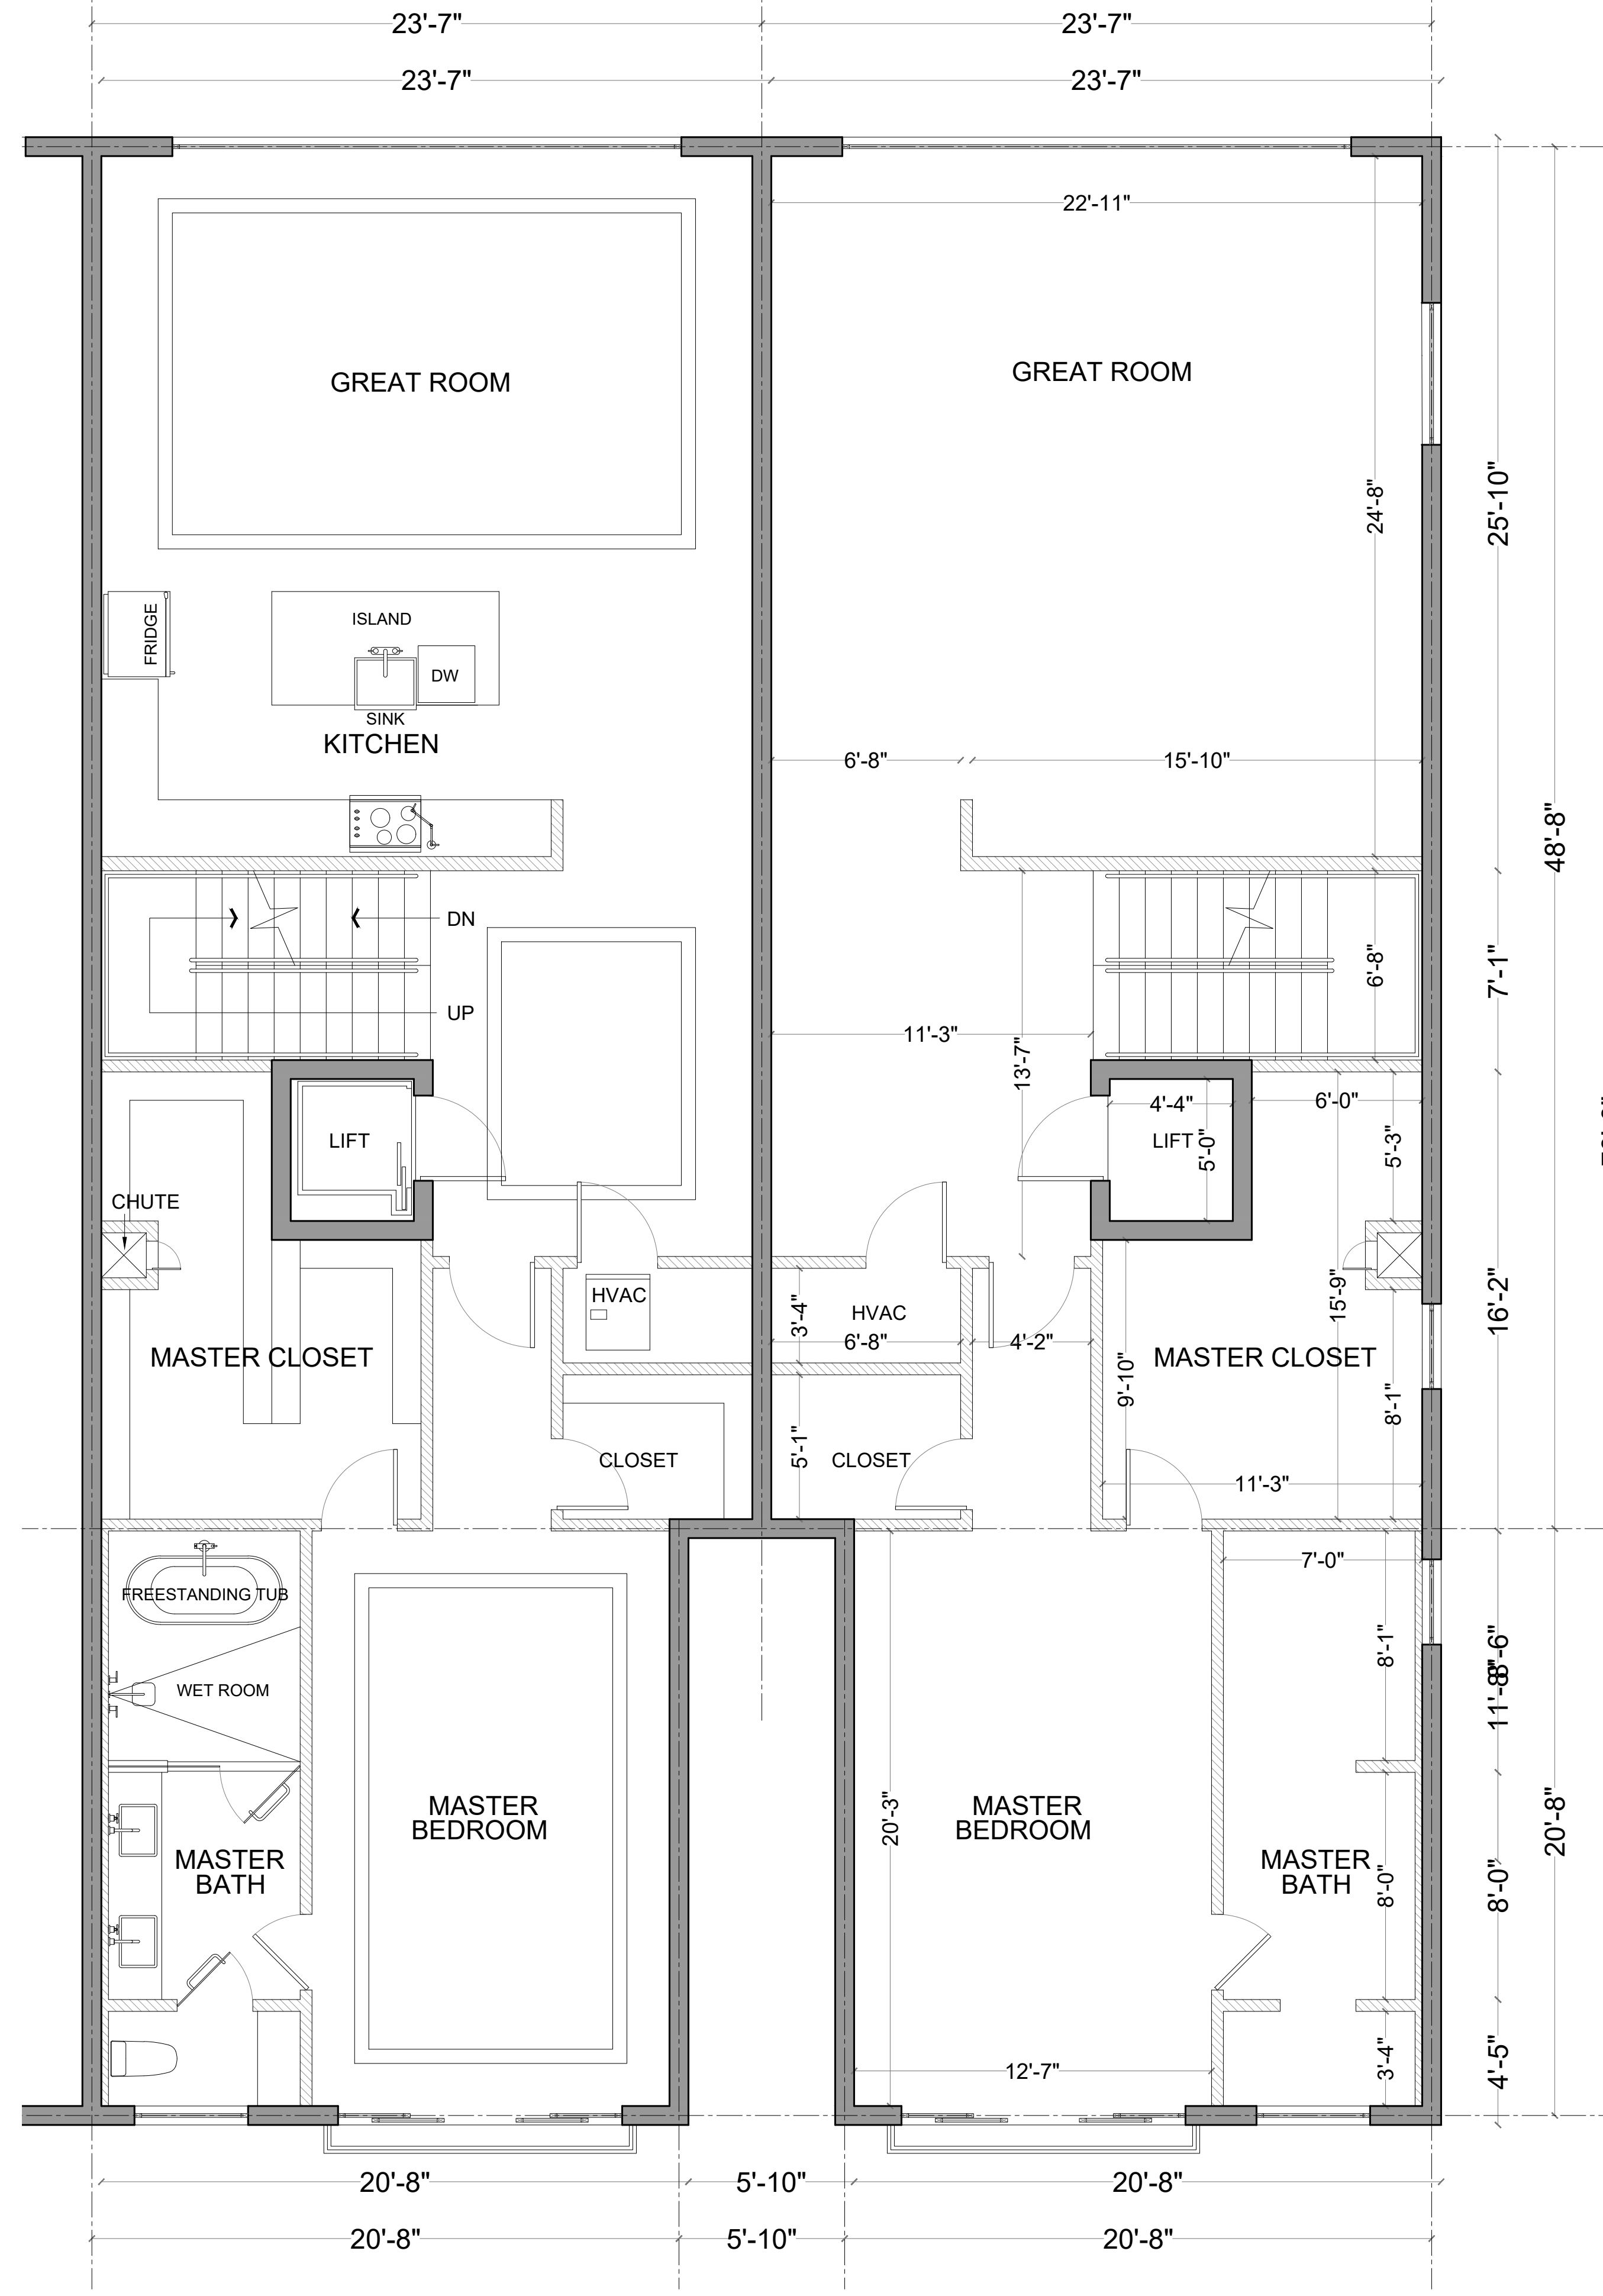 23'-7"
23'-7"
23'-7"
23'-7"
22'-11"
GREAT ROOM
GREAT ROOM
24'-8"
25'-10"
FRIDGE
ISLAND
DW
SINK
KITCHEN
6'-8"
15'-10"
48'-8"
DN
UP
6'-8"
7'-1"
11'-3"
13'-7"
LIFT
4'-4"
LIFT
5'-0"
6'-0"
5'-3"
CHUTE
HVAC
3'-4"
HVAC
6'-8"
4'-2"
15'-9"
16'-2"
MASTER CLOSET
9'-10"
MASTER CLOSET
8'-1"
CLOSET
5'-1"
CLOSET
11'-3"
7'-0"
FREESTANDING TUB
8'-1"
8'-6"
11'-8"
WET ROOM
MASTER
BEDROOM
20'-3"
MASTER
BEDROOM
20'-8"
MASTER
BATH
MASTER
BATH
8'-0"
8'-0"
12'-7"
3'-4"
4'-5"
20'-8"
5'-10"
20'-8"
20'-8"
5'-10"
20'-8"